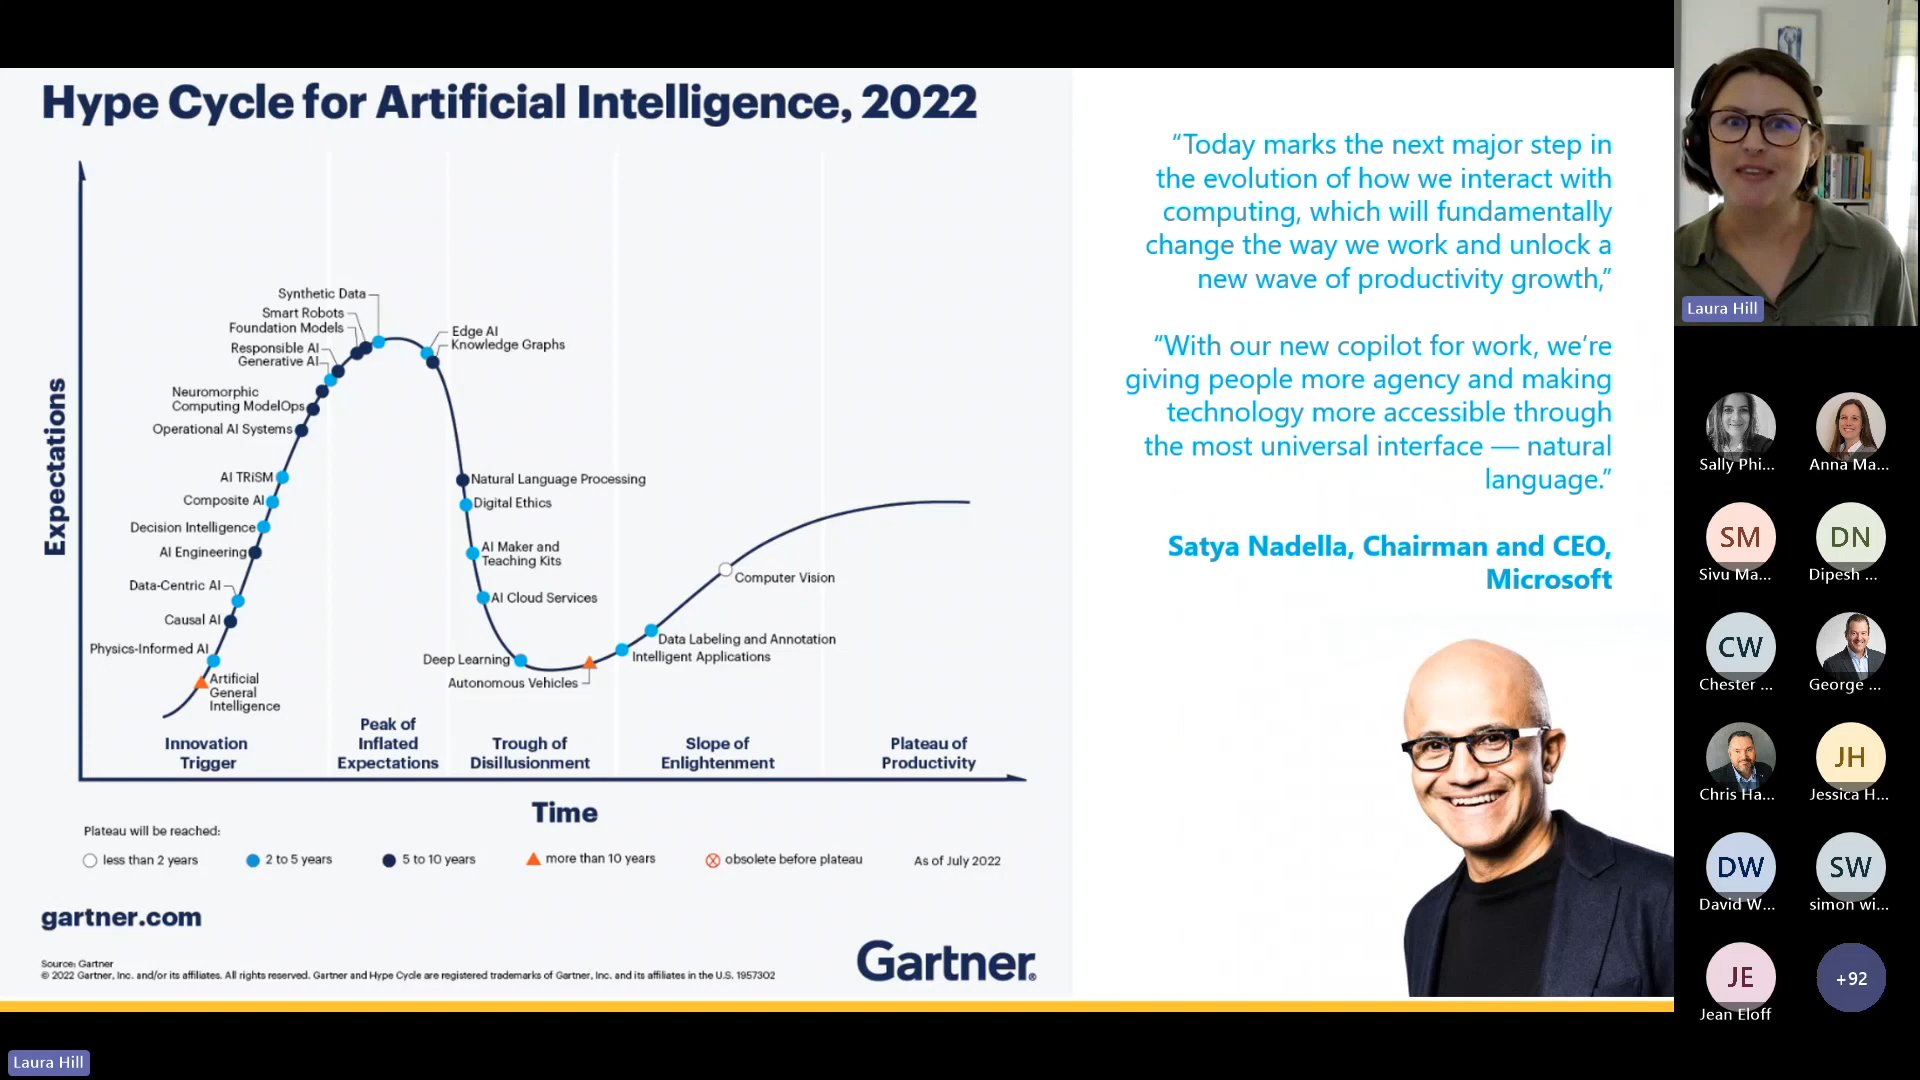 Hype Cycle for Artificial Intelligence, 2022
Expectations
Synthetic Data
Smart Robots
Foundation Models
Responsible AI
Generative AI
Neuromorphic
Computing ModelOps
Operational AI Systems
AI TRiSM
Composite AI
Decision Intelligence
AI Engineering
Data-Centric AI
Causal AI
Physics-Informed AI
Artificial
General
Intelligence
Edge AI
Knowledge Graphs
Natural Language Processing
Digital Ethics
AI Maker and
Teaching Kits
AI Cloud Services
Deep Learning
Autonomous Vehicles
Computer Vision
Data Labeling and Annotation
Intelligent Applications
Innovation
Trigger
Peak of
Inflated
Expectations
Trough of
Disillusionment
Slope of
Enlightenment
Plateau of
Productivity
Time
Plateau will be reached:
less than 2 years
2 to 5 years
5 to 10 years
more than 10 years
obsolete before plateau
As of July 2022
gartner.com
Source: Gartner
© 2022 Gartner, Inc. and/or its affiliates. All rights reserved. Gartner and Hype Cycle are registered trademarks of Gartner, Inc. and its affiliates in the U.S. 1957302
Gartner®
“Today marks the next major step in
the evolution of how we interact with
computing, which will fundamentally
change the way we work and unlock a
new wave of productivity growth,”
“With our new copilot for work, we’re
giving people more agency and making
technology more accessible through
the most universal interface — natural
language.”
Satya Nadella, Chairman and CEO,
Microsoft
Laura Hill
Sally Phi...
Anna Ma...
SM
Sivu Ma...
DN
Dipesh ...
CW
Chester ...
George ...
Chris Ha...
JH
Jessica H...
DW
David W...
SW
simon wi...
JE
Jean Eloff
+92
Laura Hill